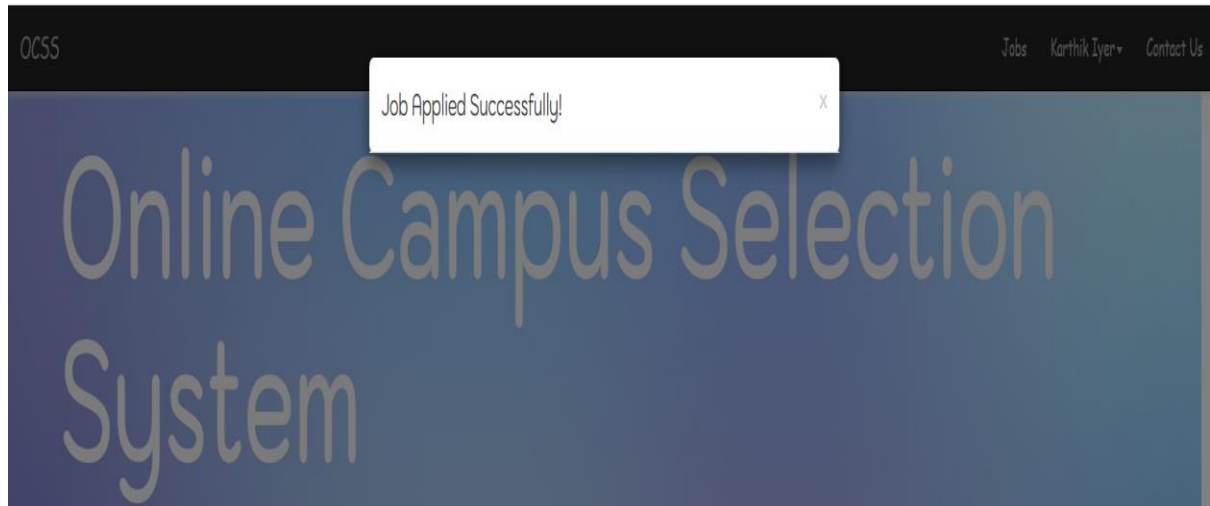 OCSS
Jobs Karthik Iyer Contact Us
Job Applied Successfully! x
Online Campus Selection
System